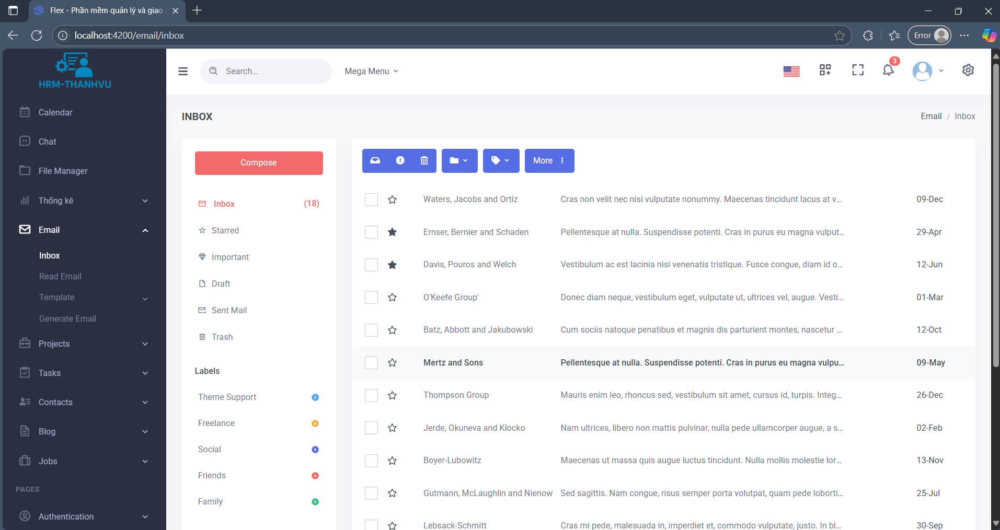 Flex - Phần mềm quản lý và giao
localhost:4200/email/inbox
Error
HRM-THANHVU
Calendar
Chat
File Manager
Thống kê
Email
Inbox
Read Email
Template
Generate Email
Projects
Tasks
Contacts
Blog
Jobs
PAGES
Authentication
Search...
Mega Menu
3
INBOX
Email / Inbox
Compose
Inbox (18)
Starred
Important
Draft
Sent Mail
Trash
Labels
Theme Support
Freelance
Social
Friends
Family
More
Waters, Jacobs and Ortiz Cras non velit nec nisi vulputate nonummy. Maecenas tincidunt lacus at v... 09-Dec
Ernser, Bernier and Schaden Pellentesque at nulla. Suspendisse potenti. Cras in purus eu magna vulput... 29-Apr
Davis, Pouros and Welch Vestibulum ac est lacinia nisi venenatis tristique. Fusce congue, diam id o... 12-Jun
O'Keefe Group' Donec diam neque, vestibulum eget, vulputate ut, ultrices vel, augue. Vesti... 01-Mar
Batz, Abbott and Jakubowski Cum sociis natoque penatibus et magnis dis parturient montes, nascetur ... 12-Oct
Mertz and Sons Pellentesque at nulla. Suspendisse potenti. Cras in purus eu magna vulpu... 09-May
Thompson Group Mauris enim leo, rhoncus sed, vestibulum sit amet, cursus id, turpis. Integ... 26-Dec
Jerde, Okuneva and Klocko Nam ultrices, libero non mattis pulvinar, nulla pede ullamcorper augue, a s... 02-Feb
Boyer-Lubowitz Maecenas ut massa quis augue luctus tincidunt. Nulla mollis molestie lor... 13-Nov
Gutmann, McLaughlin and Nienow Sed sagittis. Nam congue, risus semper porta volutpat, quam pede loborti... 25-Jul
Lebsack-Schmitt Cras mi pede, malesuada in, imperdiet et, commodo vulputate, justo. In bl... 30-Sep